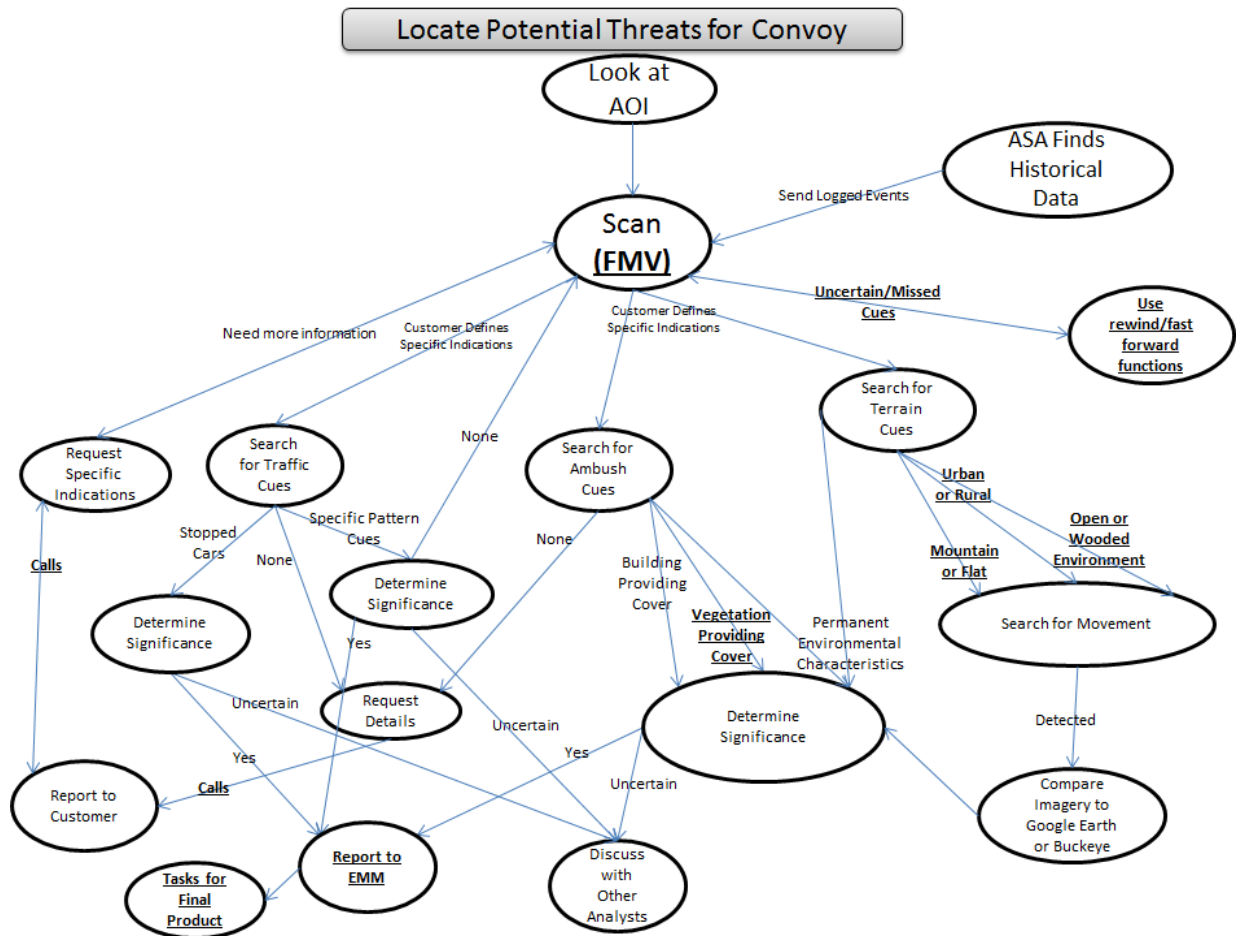 Locate Potential Threats for Convoy
Look at
AOI
ASA Finds
Historical
Data
Send Logged Events
Scan
(FMV)
Uncertain/Missed
Cues
Use
rewind/fast
forward
functions
Customer Defines
Specific Indications
Customer Defines
Specific Indications
Need more information
Search for
Terrain
Cues
None
Request
Specific
Indications
Search
for Traffic
Cues
Search for
Ambush
Cues
Urban
or Rural
Specific Pattern
Cues
Stopped
Cars
None
None
Open or
Wooded
Environment
Mountain
or Flat
Calls
Building
Providing
Cover
Determine
Significance
Determine
Significance
Vegetation
Providing
Cover
Permanent
Environmental
Characteristics
Search for Movement
Yes
Uncertain
Request
Details
Uncertain
Determine
Significance
Detected
Yes
Yes
Uncertain
Calls
Report to
Customer
Compare
Imagery to
Google Earth
or Buckeye
Report to
EMM
Discuss
with
Other
Analysts
Tasks for
Final
Product